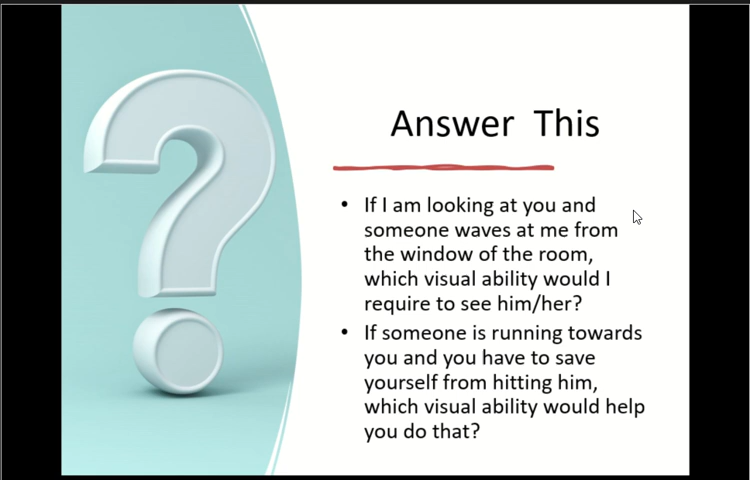 Answer This
• If I am looking at you and
someone waves at me from
the window of the room,
which visual ability would I
require to see him/her?
• If someone is running towards
you and you have to save
yourself from hitting him,
which visual ability would help
you do that?